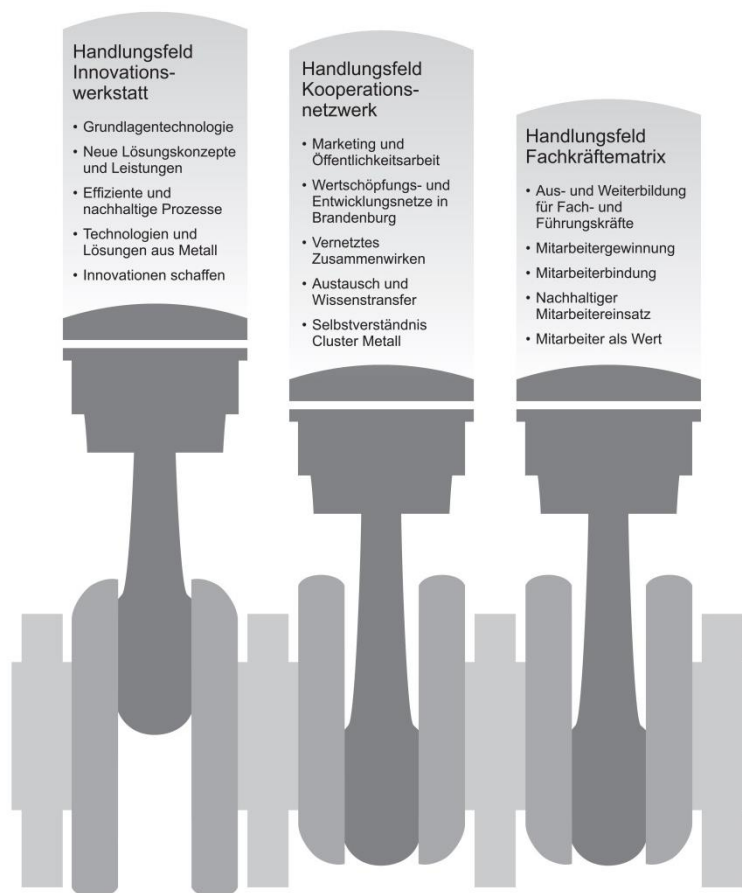 Handlungsfeld
Innovations-
werkstatt
• Grundlagentechnologie
• Neue Lösungskonzepte
und Leistungen
• Effiziente und
nachhaltige Prozesse
• Technologien und
Lösungen aus Metall
• Innovationen schaffen
Handlungsfeld
Kooperations-
netzwerk
• Marketing und
Öffentlichkeitsarbeit
• Wertschöpfungs- und
Entwicklungsnetze in
Brandenburg
• Vernetztes
Zusammenwirken
• Austausch und
Wissenstransfer
• Selbstverständnis
Cluster Metall
Handlungsfeld
Fachkräftematrix
• Aus- und Weiterbildung
für Fach- und
Führungskräfte
• Mitarbeitergewinnung
• Mitarbeiterbindung
• Nachhaltiger
Mitarbeitereinsatz
• Mitarbeiter als Wert